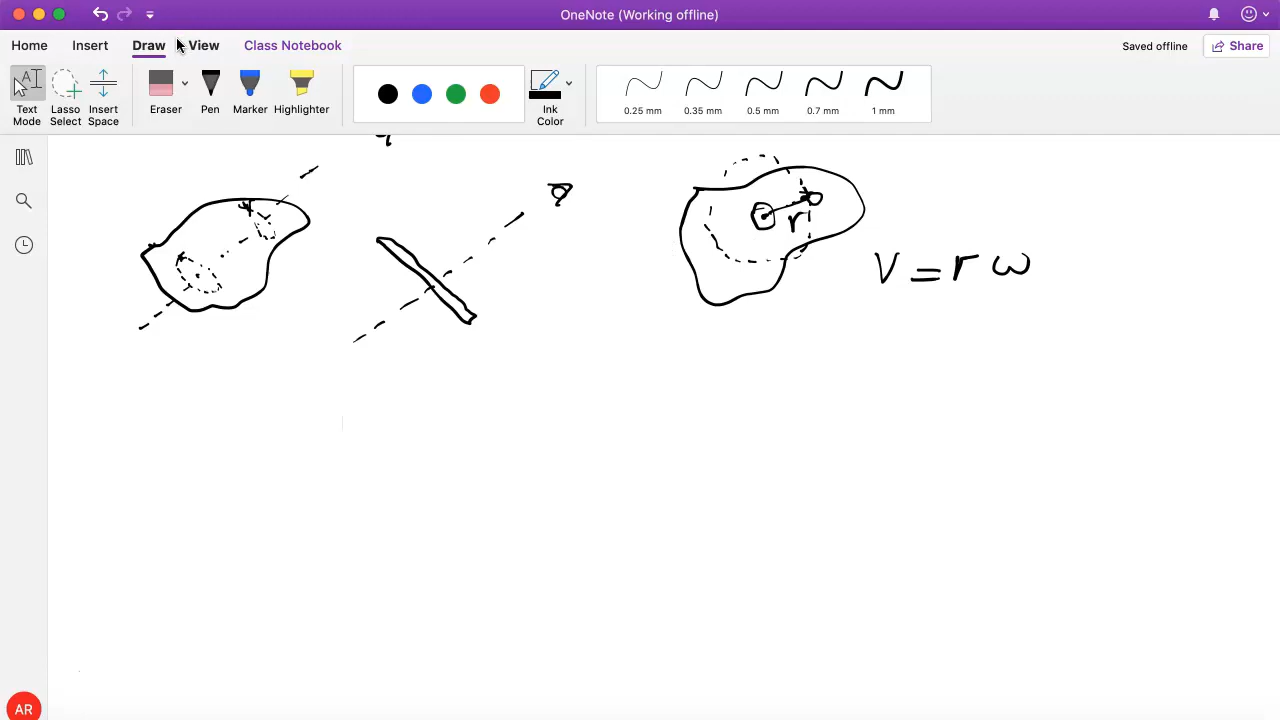 OneNote (Working offline)
Home Insert Draw View Class Notebook
Saved offline Share
Text Mode
Lasso Select
Insert Space
Eraser
Pen
Marker
Highlighter
Ink Color
0.25 mm 0.35 mm 0.5 mm 0.7 mm 1 mm
r
V = r ω
AR